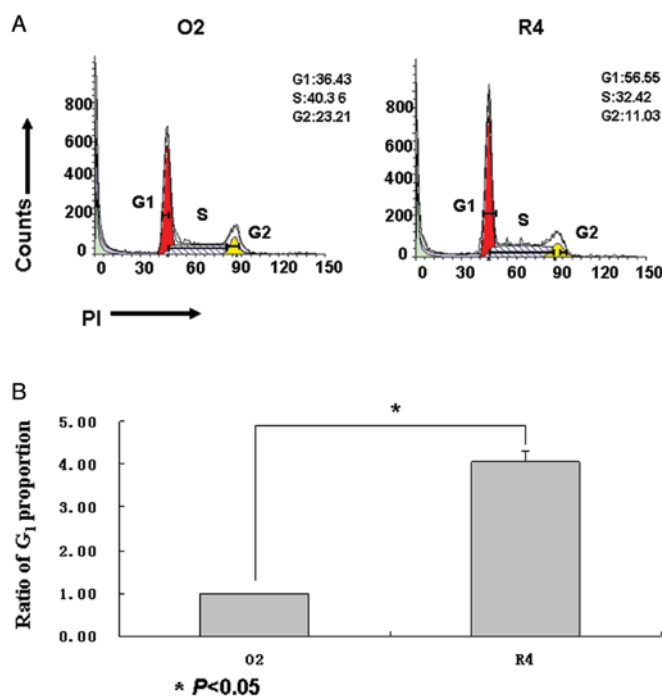 A
O2
R4
G1:36.43
S:40.3 6
G2:23.21
G1:56.55
S:32.42
G2:11.03
Counts
800
600
400
200
0
G1
S
G2
0 30 60 90 120 150
800
600
400
200
0
G1
S
G2
0 30 60 90 120 150
PI
B
Ratio of G1 proportion
5.00
4.00
3.00
2.00
1.00
0.00
*
O2
R4
* P<0.05